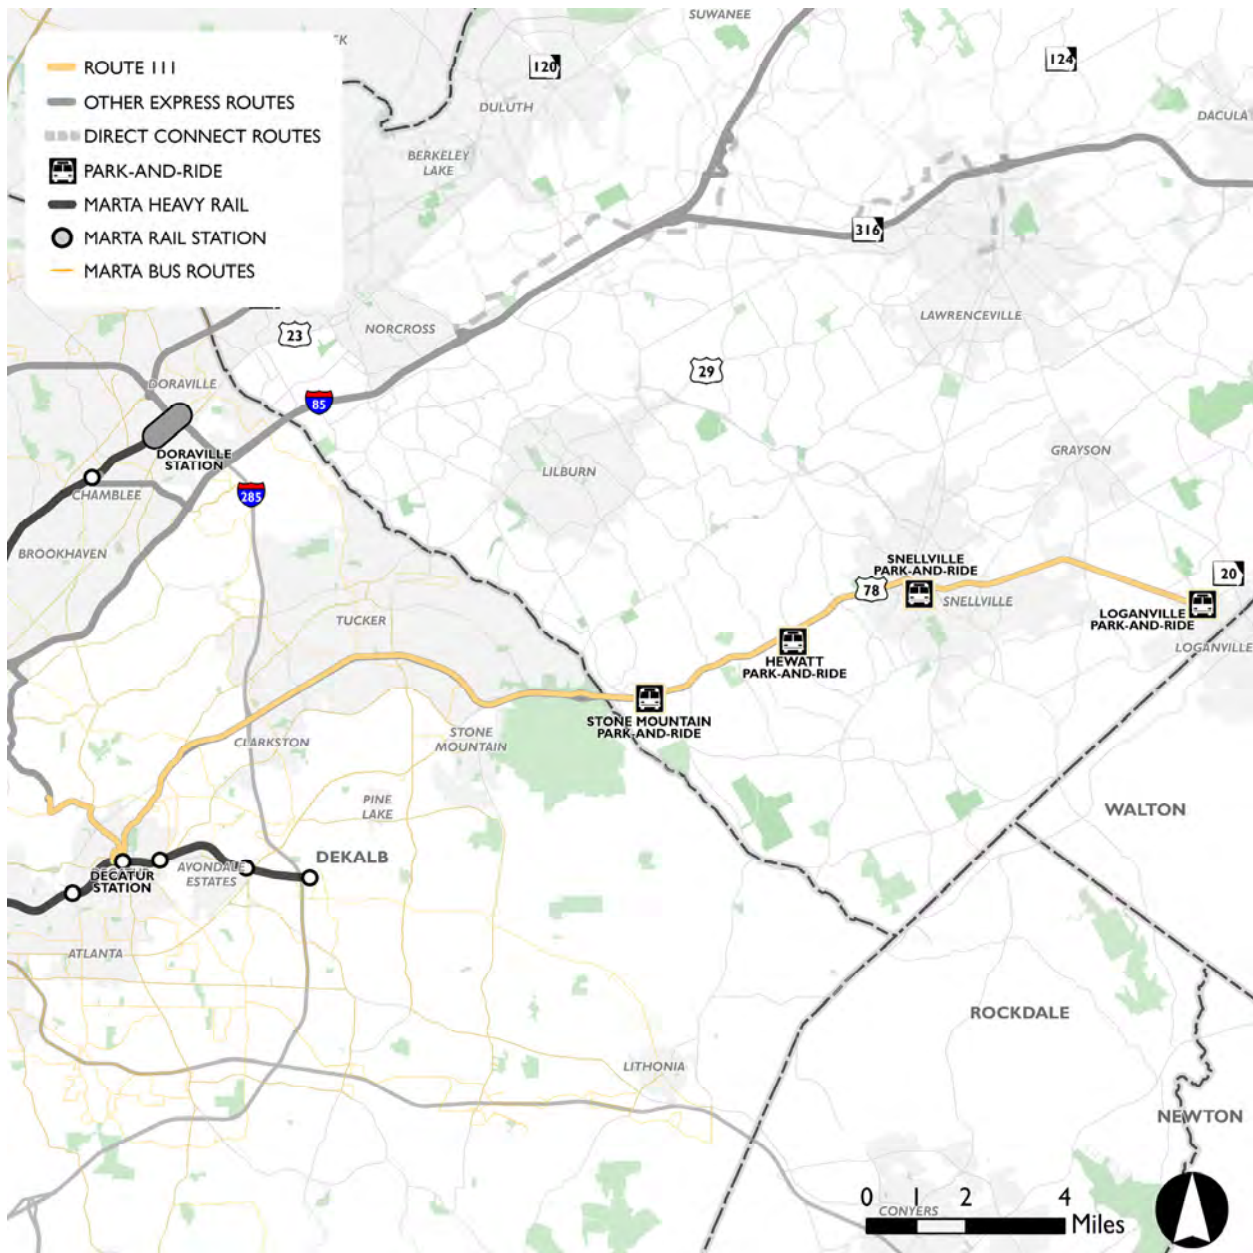 SUWANEE
K
120
124
ROUTE 111
OTHER EXPRESS ROUTES
DIRECT CONNECT ROUTES
PARK-AND-RIDE
MARTA HEAVY RAIL
MARTA RAIL STATION
MARTA BUS ROUTES
DULUTH
DACULA
BERKELEY
LAKE
316
LAWRENCEVILLE
23
NORCROSS
29
DORAVILLE
85
DORAVILLE
STATION
GRAYSON
LILBURN
CHAMBLEE
285
BROOKHAVEN
SNELLVILLE
PARK-AND-RIDE
20
78
SNELLVILLE
LOGANVILLE
PARK-AND-RIDE
TUCKER
LOGANVILLE
HEWATT
PARK-AND-RIDE
STONE MOUNTAIN
PARK-AND-RIDE
CLARKSTON
STONE
MOUNTAIN
PINE
LAKE
WALTON
DEKALB
AVONDALE
ESTATES
DECATUR
STATION
ATLANTA
ROCKDALE
LITHONIA
NEWTON
0 1 2 4
Miles
CONYERS